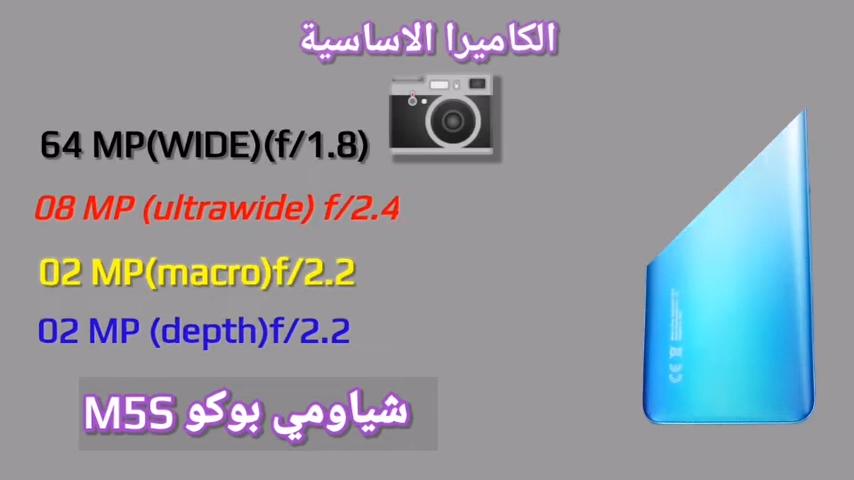 الكاميرا الاساسية
64 MP(WIDE)(f/1.8)
08 MP (ultrawide) f/2.4
02 MP(macro)f/2.2
02 MP (depth)f/2.2
شياومي بوكو M5S